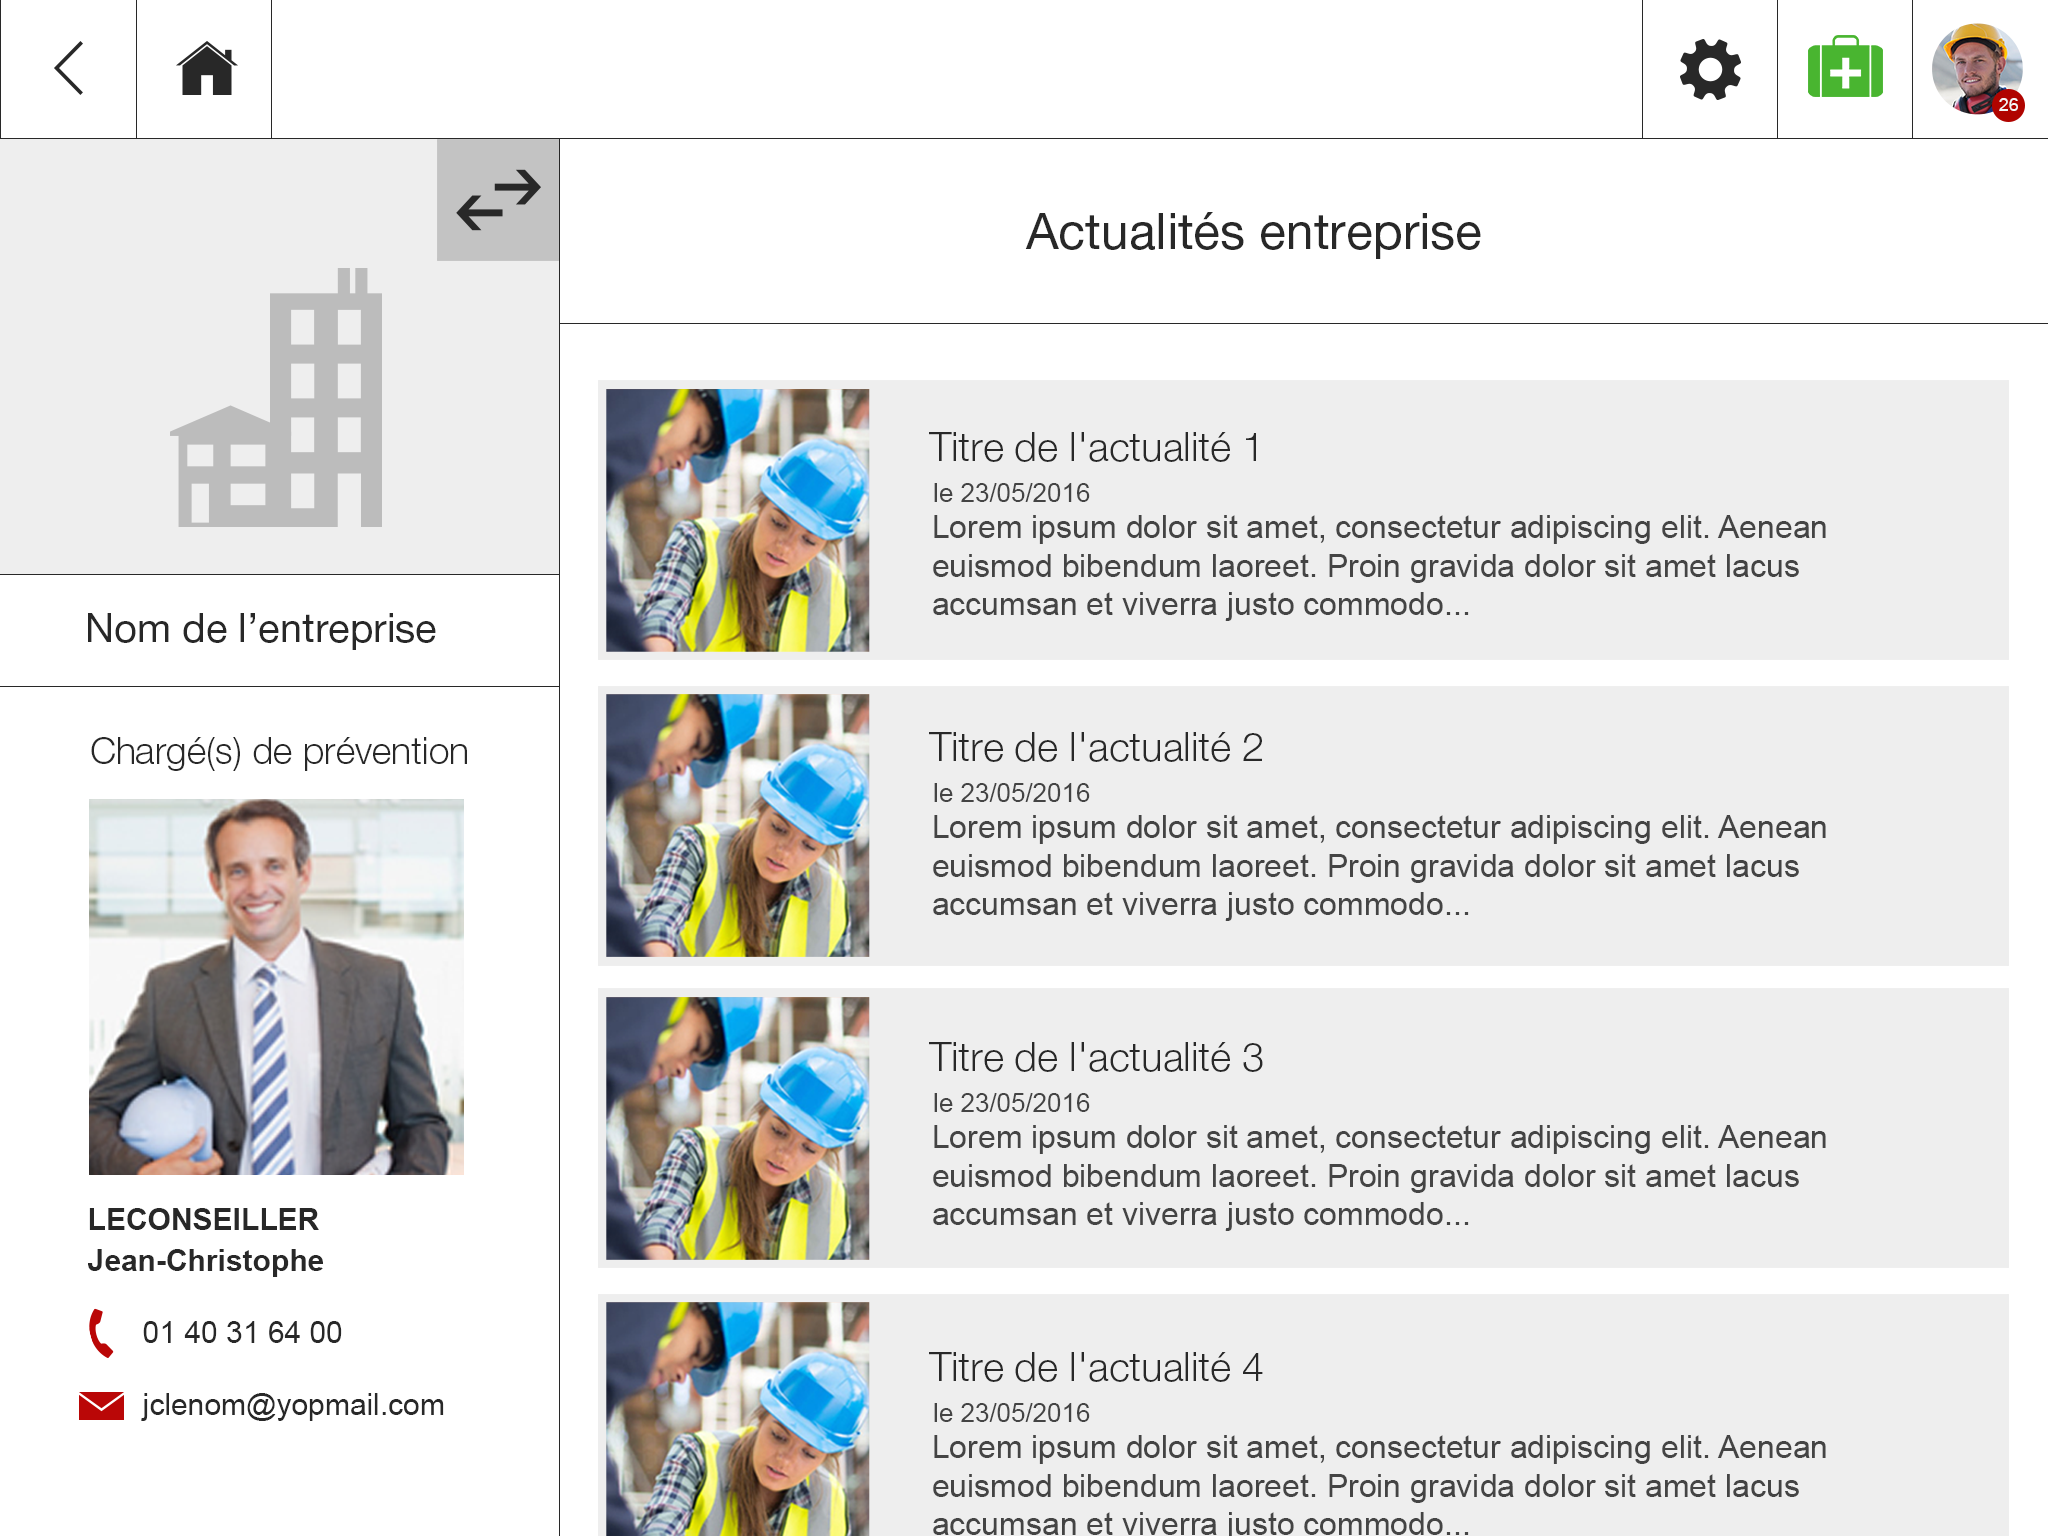 26
Actualités entreprise
Nom de l’entreprise
Chargé(s) de prévention
LECONSEILLER
Jean-Christophe
01 40 31 64 00
jclenom@yopmail.com
Titre de l'actualité 1
le 23/05/2016
Lorem ipsum dolor sit amet, consectetur adipiscing elit. Aenean
euismod bibendum laoreet. Proin gravida dolor sit amet lacus
accumsan et viverra justo commodo...
Titre de l'actualité 2
le 23/05/2016
Lorem ipsum dolor sit amet, consectetur adipiscing elit. Aenean
euismod bibendum laoreet. Proin gravida dolor sit amet lacus
accumsan et viverra justo commodo...
Titre de l'actualité 3
le 23/05/2016
Lorem ipsum dolor sit amet, consectetur adipiscing elit. Aenean
euismod bibendum laoreet. Proin gravida dolor sit amet lacus
accumsan et viverra justo commodo...
Titre de l'actualité 4
le 23/05/2016
Lorem ipsum dolor sit amet, consectetur adipiscing elit. Aenean
euismod bibendum laoreet. Proin gravida dolor sit amet lacus
accumsan et viverra justo commodo...